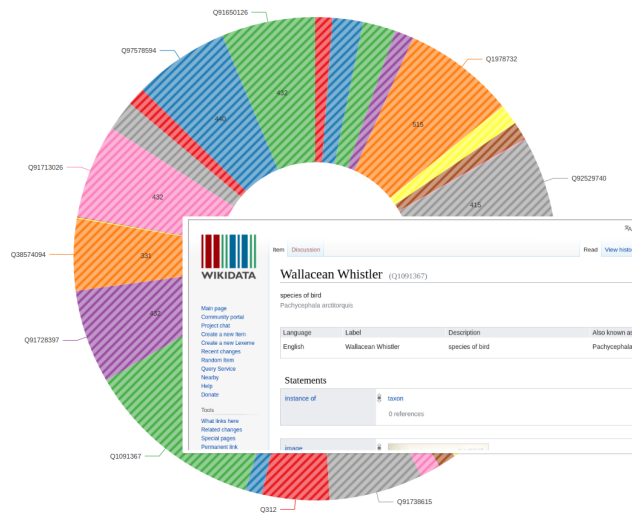 Q91650126
Q97578594
Q1978732
432
440
515
Q91713026
Q92529740
432
415
Q38574094
331
Q91728397
432
Q1091367
Q312
Q91738615
WIKIDATA
Main page
Community portal
Project chat
Create a new Item
Create a new Lexeme
Recent changes
Random Item
Query Service
Nearby
Help
Donate
Tools
What links here
Related changes
Special pages
Permanent link
Item Discussion Read View histo
Wallacean Whistler (Q1091367)
species of bird
Pachycephala arctitorquis
Language Label Description Also known as
English Wallacean Whistler species of bird Pachycephala
Statements
instance of taxon
0 references
image